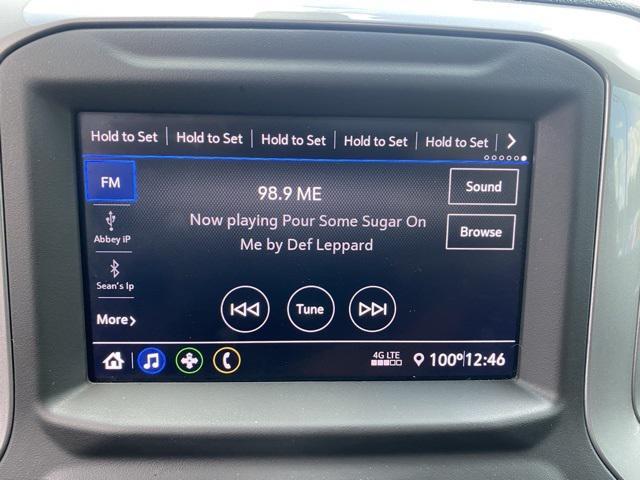 Hold to Set Hold to Set Hold to Set Hold to Set Hold to Set
FM
98.9 ME
Sound
Now playing Pour Some Sugar On
Me by Def Leppard
Browse
Abbey iP
Sean's Ip
Tune
More
4G LTE
100° 12:46